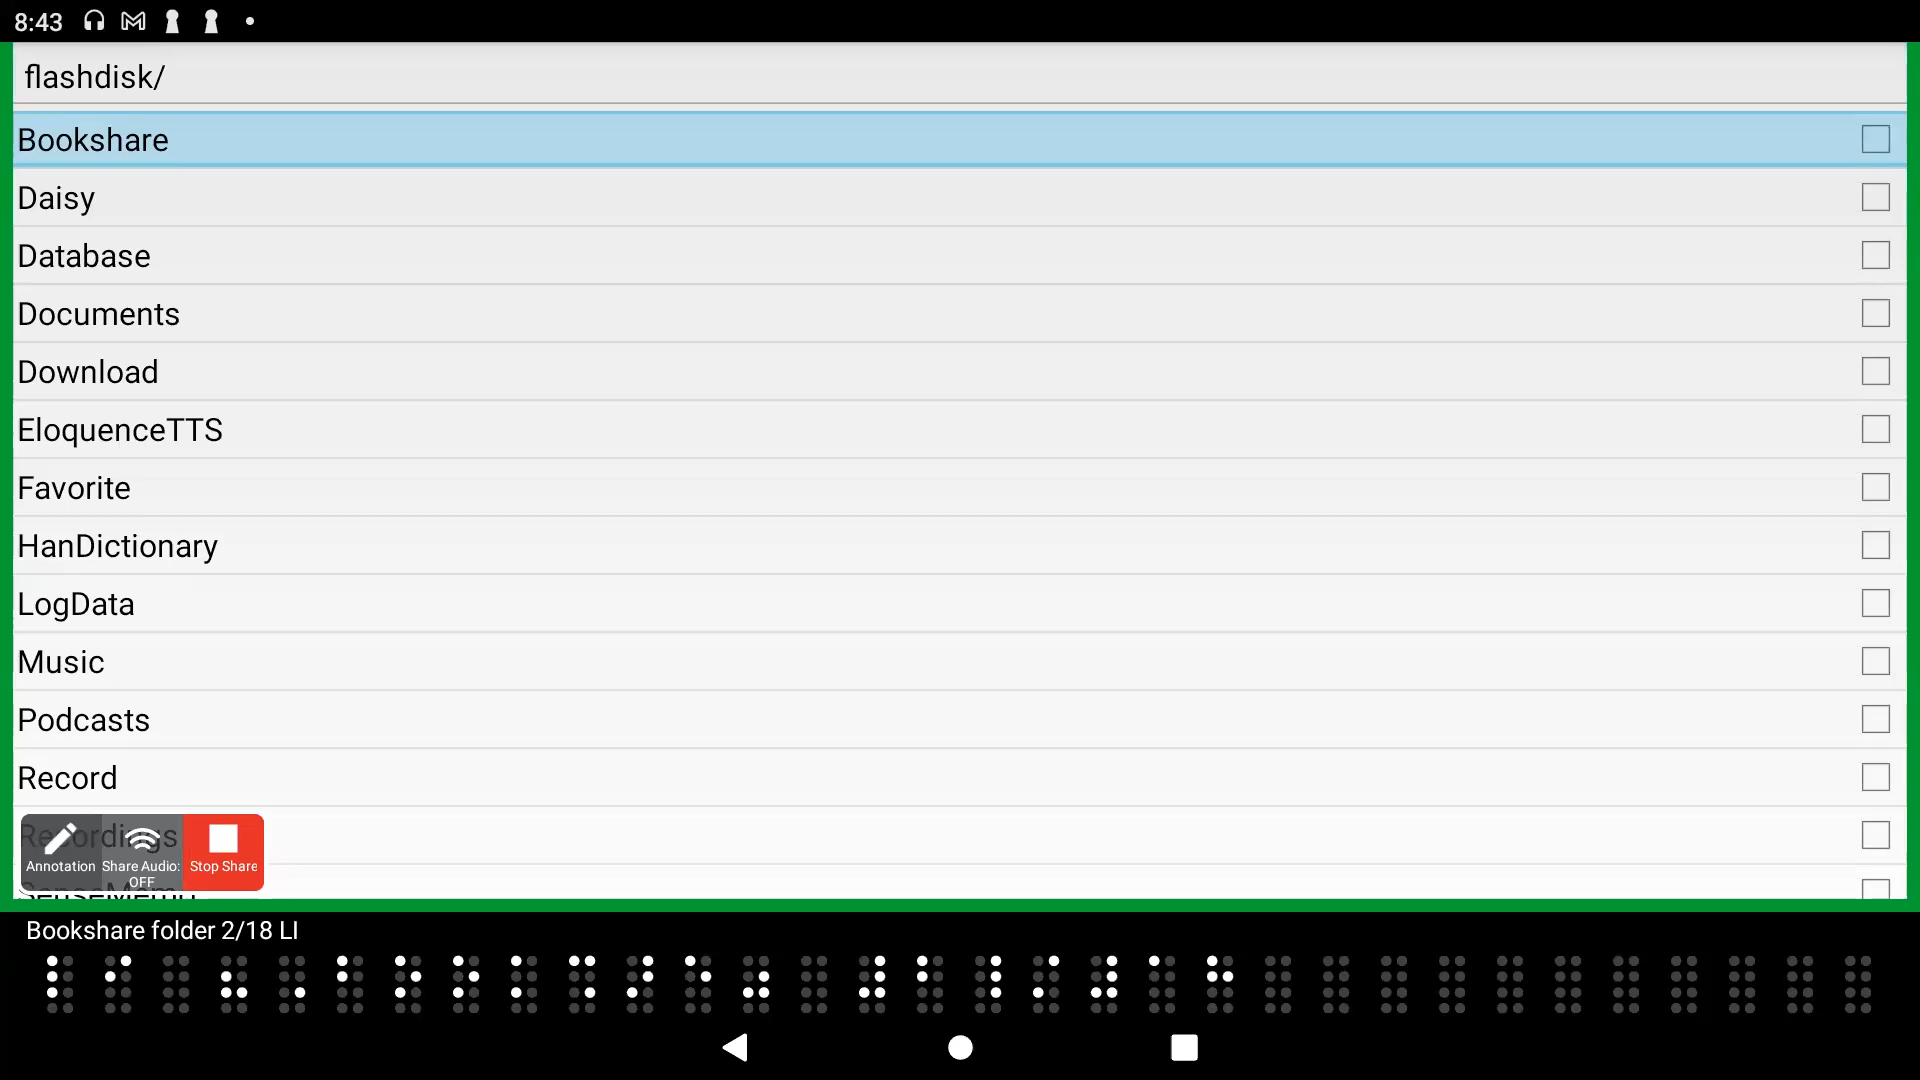 8:43
flashdisk/
Bookshare
Daisy
Database
Documents
Download
EloquenceTTS
Favorite
HanDictionary
LogData
Music
Podcasts
Record
Recordings
Annotation
Share Audio: OFF
Stop Share
Bookshare folder 2/18 LI